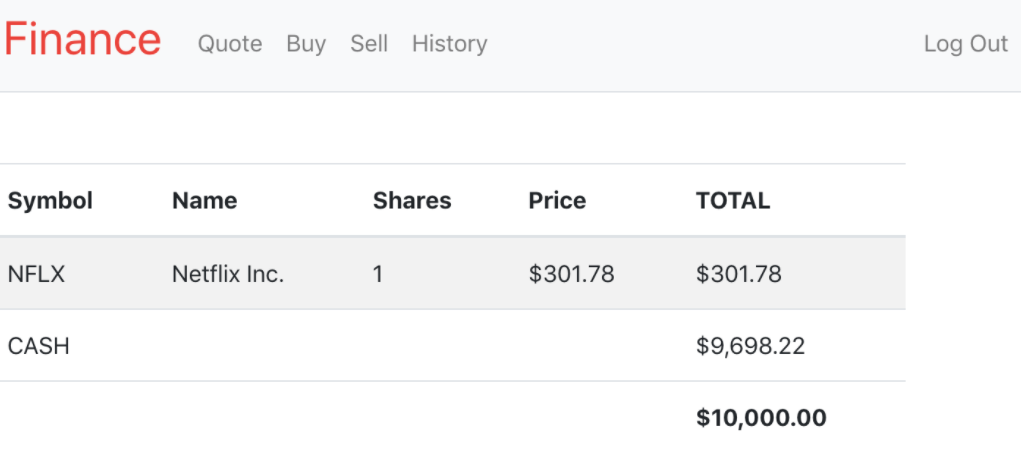 Finance Quote Buy Sell History Log Out
Symbol Name Shares Price TOTAL
NFLX Netflix Inc. 1 $301.78 $301.78
CASH $9,698.22
$10,000.00